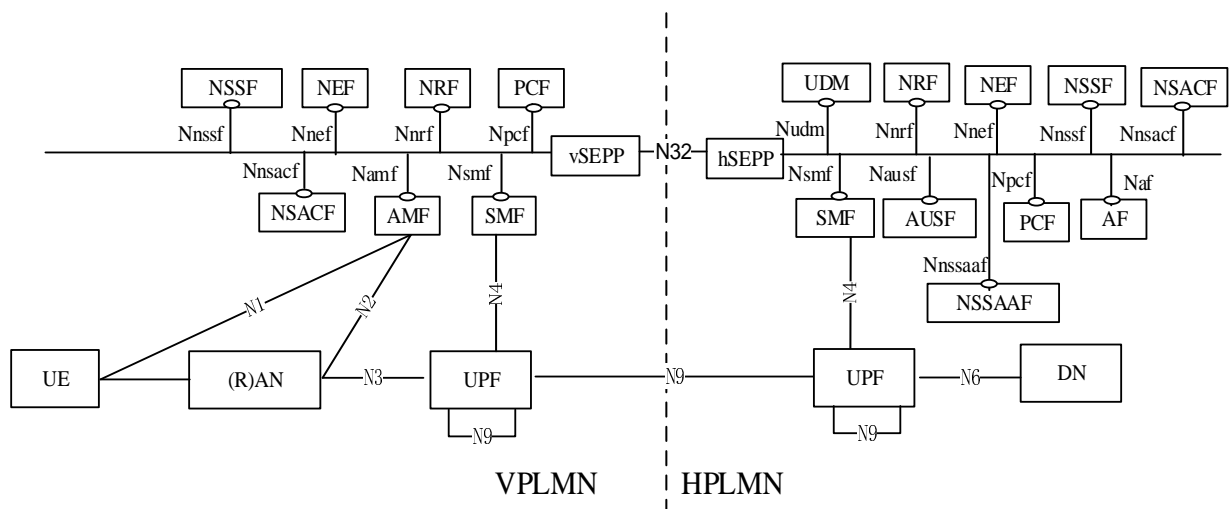 NSSF NEF NRF PCF UDM NRF NEF NSSF NSACF
Nnssf Nnef Nnrf Npcf Nudm Nnrf Nnef Nnssf Nnsacf
vSEPP N32 hSEPP
Nnsacf Namf Nsmf Nsmf Nausf Npcf Naf
NSACF AMF SMF SMF AUSF PCF AF
Nnssaaf
N1 N2 N4 N4 NSSAAF
UE (R)AN N3 UPF N9 UPF N6 DN
N9 N9
VPLMN HPLMN